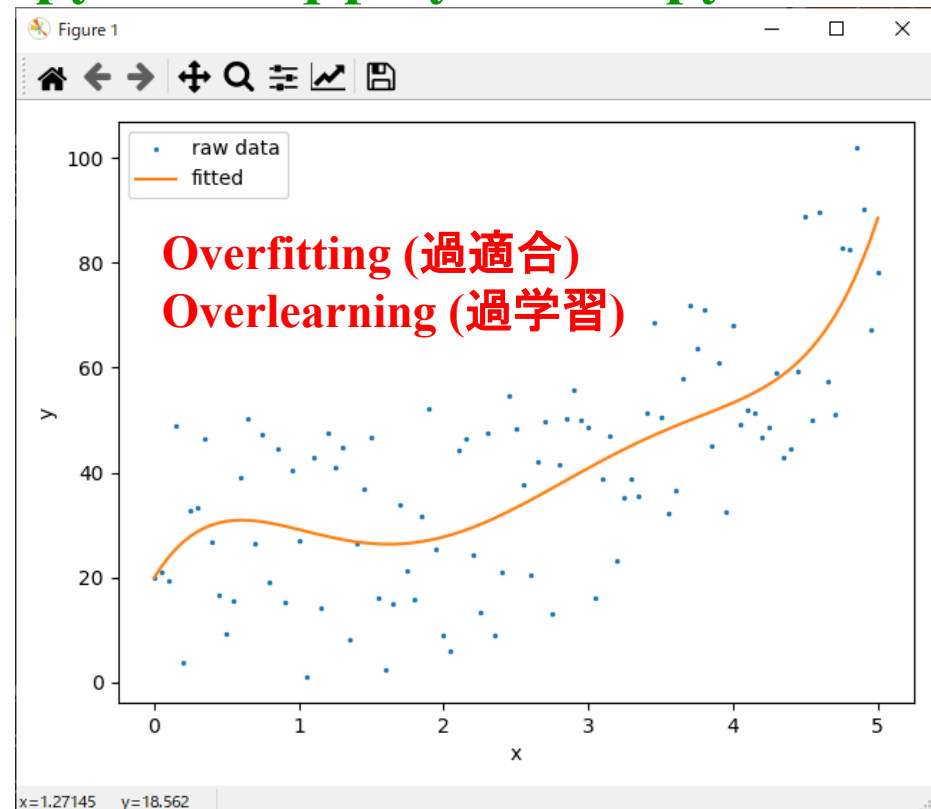 Figure 1
raw data
fitted
Overfitting (過適合)
Overlearning (過学習)
100
80
60
40
20
0
y
0 1 2 3 4 5
x
x=1.27145 y=18.562